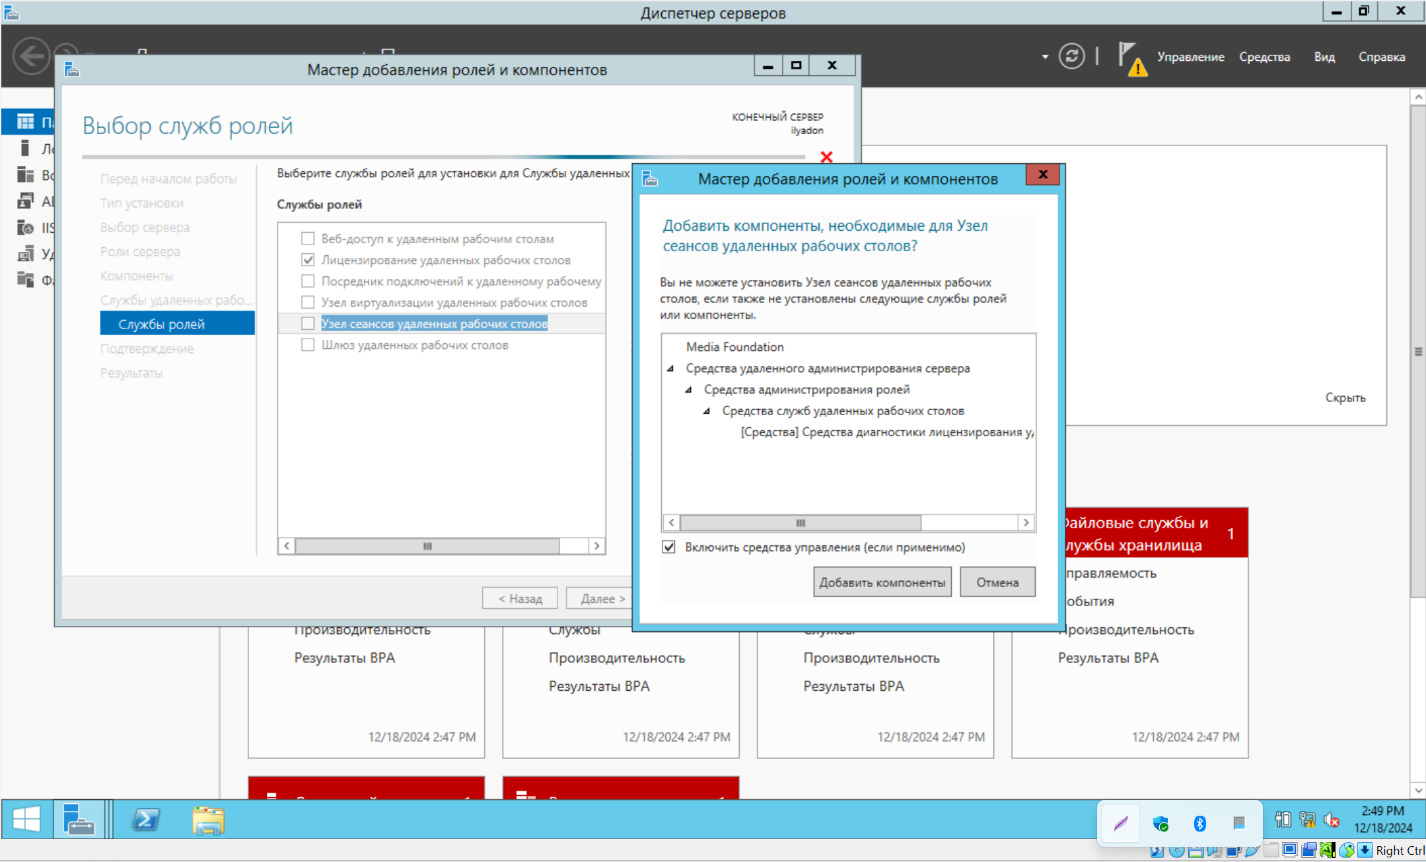 Диспетчер серверов
Управление
Средства
Вид
Справка
Мастер добавления ролей и компонентов
Выбор служб ролей
КОНЕЧНЫЙ СЕРВЕР
ilyadon
Перед началом работы
Тип установки
Выбор сервера
Роли сервера
Компоненты
Службы удаленных рабо...
Службы ролей
Подтверждение
Результаты
Выберите службы ролей для установки для Службы удаленных
Службы ролей
Веб-доступ к удаленным рабочим столам
Лицензирование удаленных рабочих столов
Посредник подключений к удаленному рабочему
Узел виртуализации удаленных рабочих столов
Узел сеансов удаленных рабочих столов
Шлюз удаленных рабочих столов
< Назад
Далее >
Мастер добавления ролей и компонентов
Добавить компоненты, необходимые для Узел
сеансов удаленных рабочих столов?
Вы не можете установить Узел сеансов удаленных рабочих
столов, если также не установлены следующие службы ролей
или компоненты.
Media Foundation
Средства удаленного администрирования сервера
Средства администрирования ролей
Средства служб удаленных рабочих столов
[Средства] Средства диагностики лицензирования
Включить средства управления (если применимо)
Добавить компоненты
Отмена
Скрыть
Файловые службы и
службы хранилища
1
Управляемость
События
Производительность
Результаты BPA
12/18/2024 2:47 PM
Производительность
Результаты BPA
12/18/2024 2:47 PM
Службы
Производительность
Результаты BPA
12/18/2024 2:47 PM
Службы
Производительность
Результаты BPA
12/18/2024 2:47 PM
2:49 PM
12/18/2024
Right Ctrl